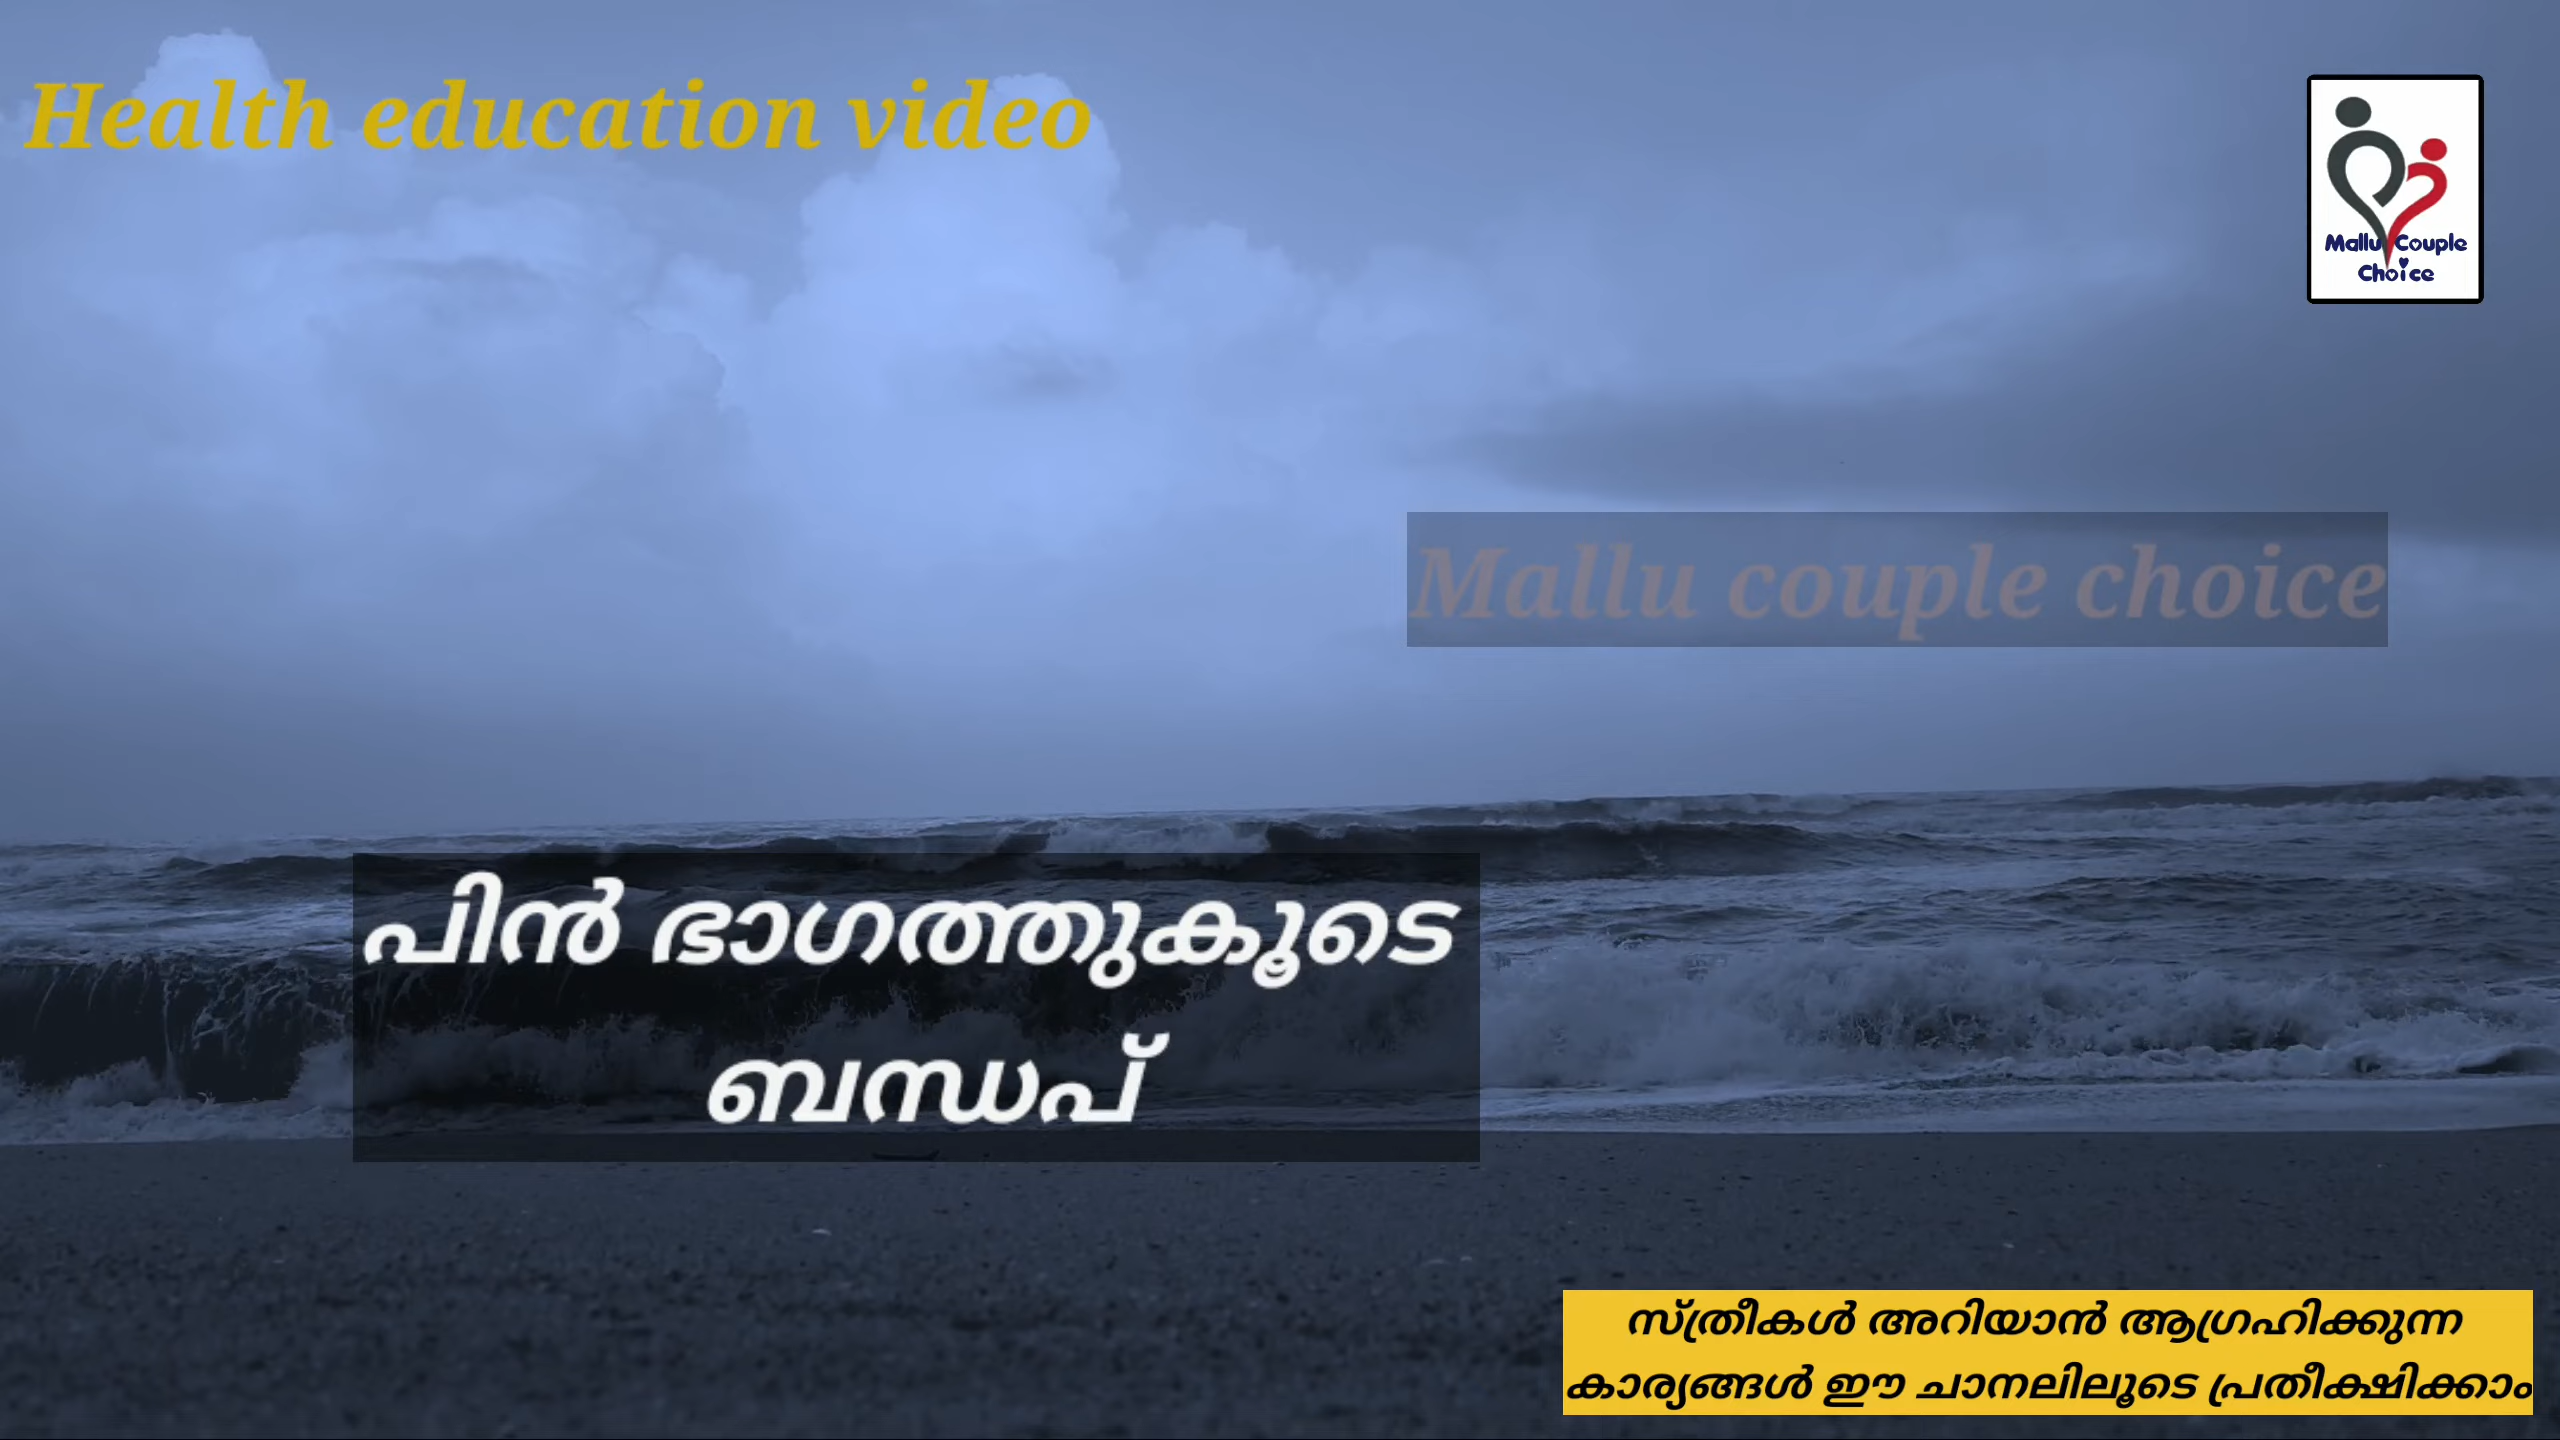 Health education video
Mallu Couple
Choice
Mallu couple choice
പിൻ ഭാഗത്തുകൂടെ
ബന്ധപ്
സ്ത്രീകൾ അറിയാൻ ആഗ്രഹിക്കുന്ന
കാര്യങ്ങൾ ഈ ചാനലിലൂടെ പ്രതീക്ഷിക്കാം